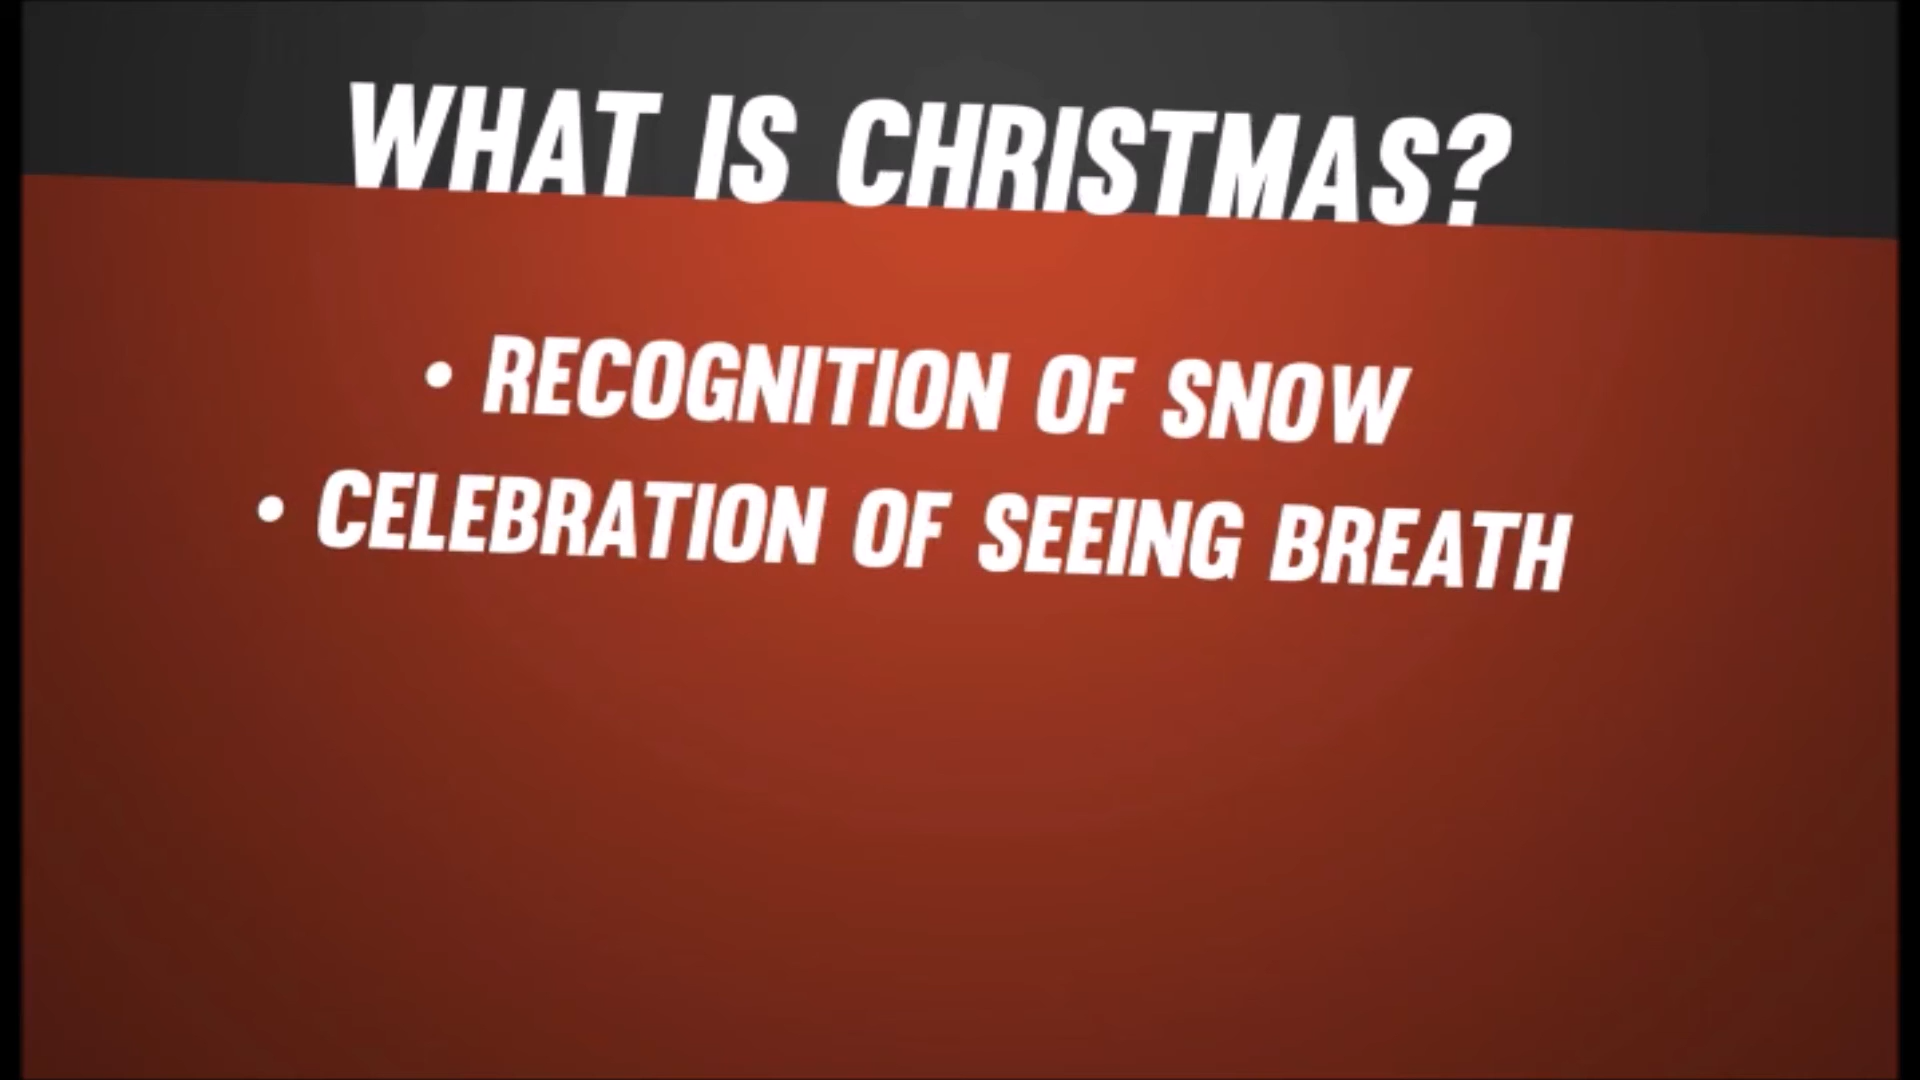 WHAT IS CHRISTMAS?
• RECOGNITION OF SNOW
• CELEBRATION OF SEEING BREATH